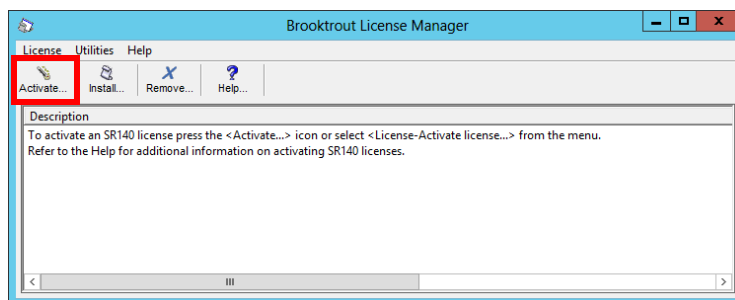 Brooktrout License Manager
License Utilities Help
Activate... Install... Remove... Help...
Description
To activate an SR140 license press the <Activate...> icon or select <License-Activate license...> from the menu.
Refer to the Help for additional information on activating SR140 licenses.